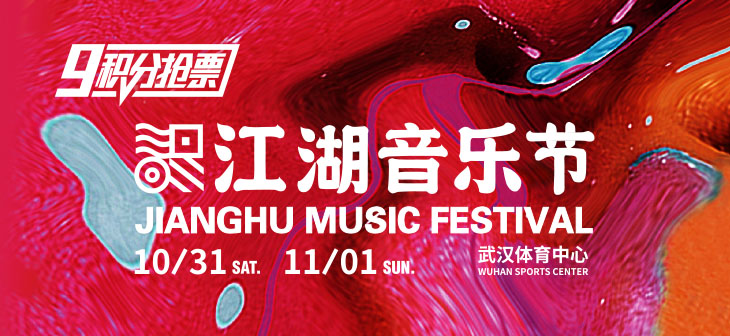 9积分抢票
江湖音乐节
JIANGHU MUSIC FESTIVAL
10/31 SAT. 11/01 SUN.
武汉体育中心
WUHAN SPORTS CENTER